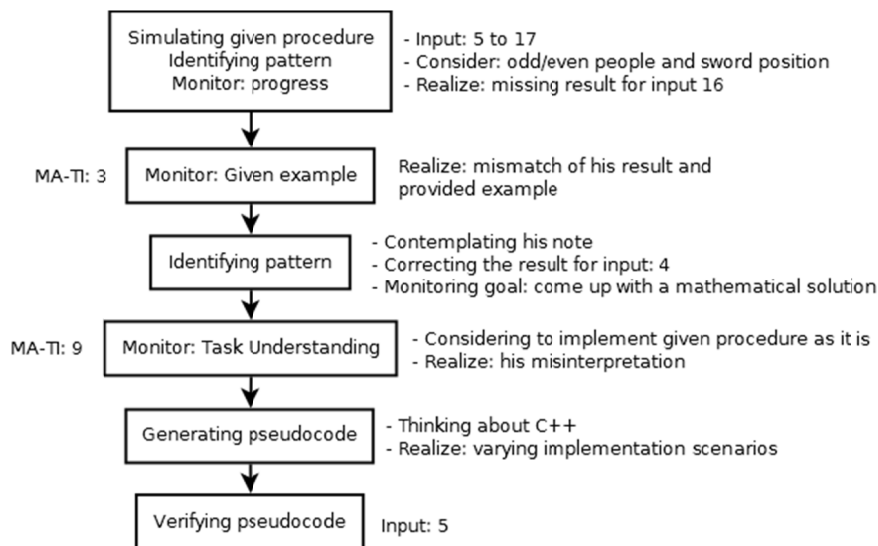 Simulating given procedure
Identifying pattern
Monitor: progress
- Input: 5 to 17
- Consider: odd/even people and sword position
- Realize: missing result for input 16
MA-TI: 3
Monitor: Given example
Realize: mismatch of his result and
provided example
Identifying pattern
- Contemplating his note
- Correcting the result for input: 4
- Monitoring goal: come up with a mathematical solution
MA-TI: 9
Monitor: Task Understanding
- Considering to implement given procedure as it is
- Realize: his misinterpretation
Generating pseudocode
- Thinking about C++
- Realize: varying implementation scenarios
Verifying pseudocode
Input: 5